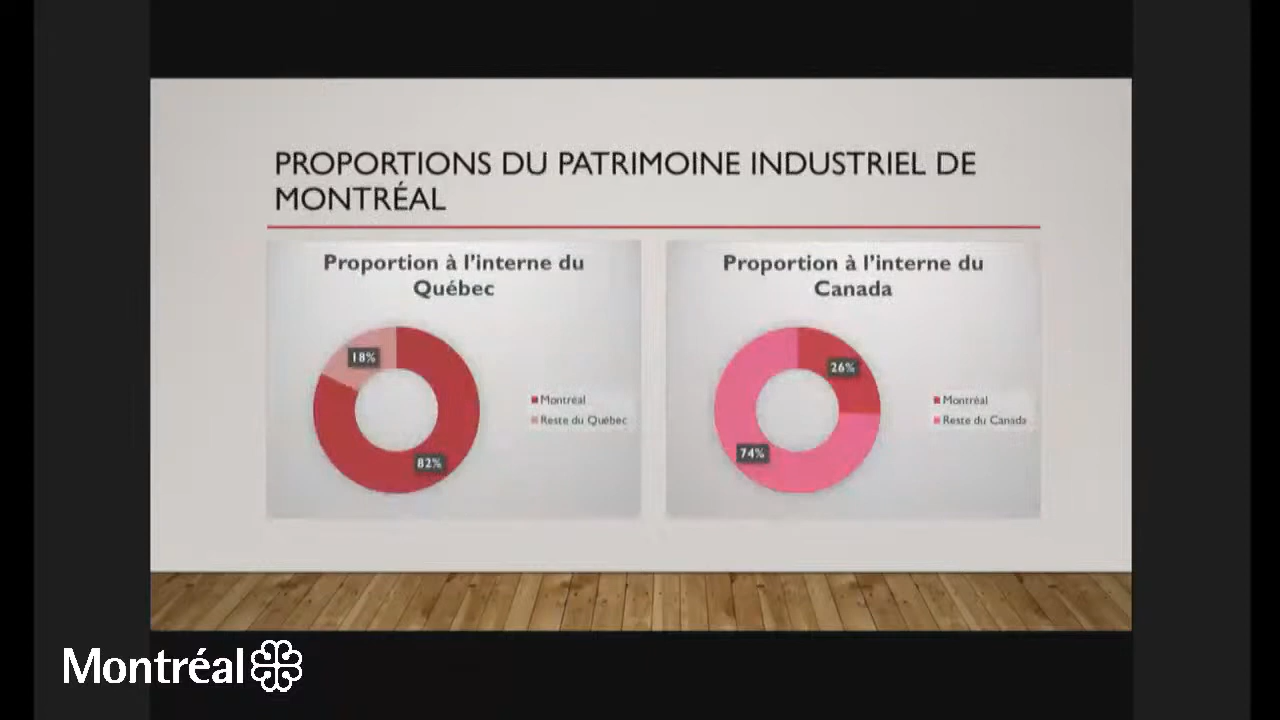 PROPORTIONS DU PATRIMOINE INDUSTRIEL DE
MONTRÉAL
Proportion à l'interne du
Québec
18%
82%
Montréal
Reste du Québec
Proportion à l'interne du
Canada
26%
74%
Montréal
Reste du Canada
Montréal